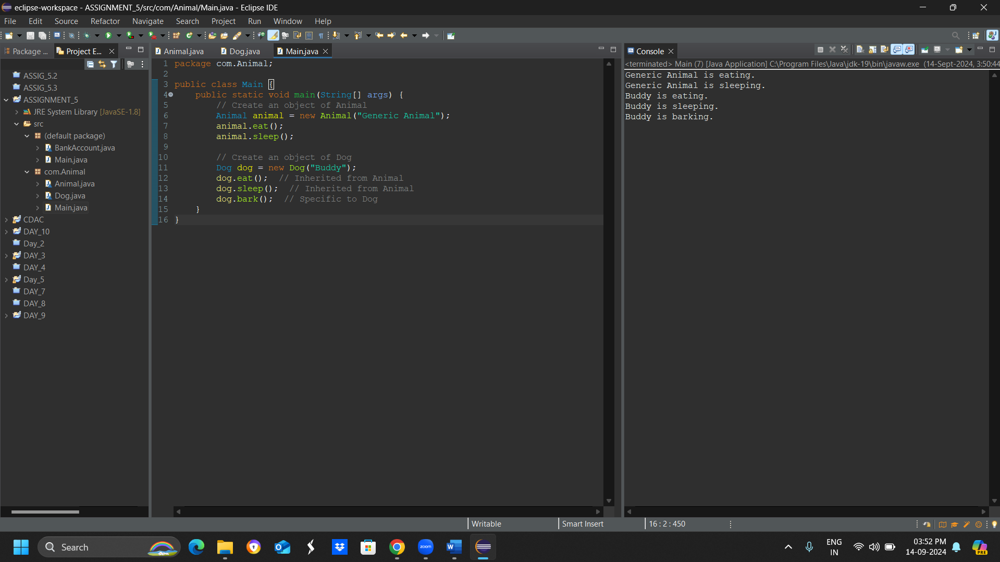 eclipse-workspace - ASSIGNMENT_5/src/com/Animal/Main.java - Eclipse IDE
File Edit Source Refactor Navigate Search Project Run Window Help
Package ... Project E...
ASSIG_5.2
ASSIG_5.3
ASSIGNMENT_5
JRE System Library [JavaSE-1.8]
src
(default package)
BankAccount.java
Main.java
com.Animal
Animal.java
Dog.java
Main.java
CDAC
DAY_10
Day_2
DAY_3
DAY_4
Day_5
DAY_7
DAY_8
DAY_9
Animal.java Dog.java Main.java
1 package com.Animal;
2
3 public class Main {
4 public static void main(String[] args) {
5 // Create an object of Animal
6 Animal animal = new Animal("Generic Animal");
7 animal.eat();
8 animal.sleep();
9
10 // Create an object of Dog
11 Dog dog = new Dog("Buddy");
12 dog.eat(); // Inherited from Animal
13 dog.sleep(); // Inherited from Animal
14 dog.bark(); // Specific to Dog
15 }
16 }
Console
<terminated> Main (7) [Java Application] C:\Program Files\Java\jdk-19\bin\javaw.exe (14-Sept-2024, 3:50:44
Generic Animal is eating.
Generic Animal is sleeping.
Buddy is eating.
Buddy is sleeping.
Buddy is barking.
Writable Smart Insert 16 : 2 : 450
Search
zoom
W
ENG
IN
03:52 PM
14-09-2024
PRE